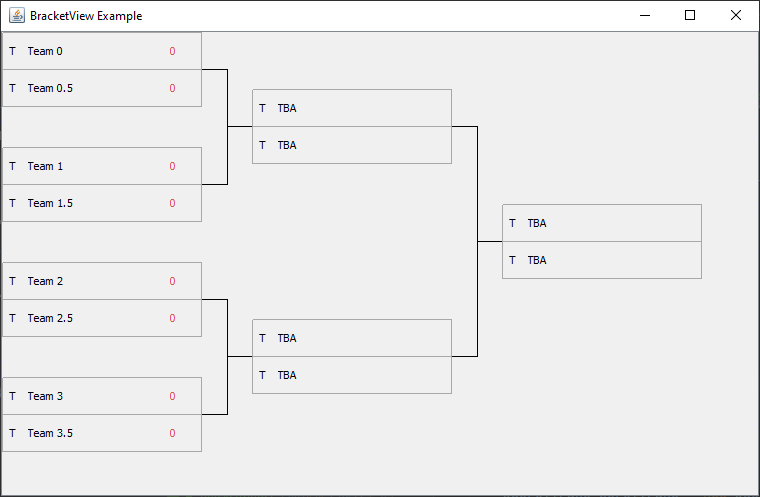 BracketView Example
T Team 0 0
T Team 0.5 0
T Team 1 0
T Team 1.5 0
T Team 2 0
T Team 2.5 0
T Team 3 0
T Team 3.5 0
T TBA
T TBA
T TBA
T TBA
T TBA
T TBA